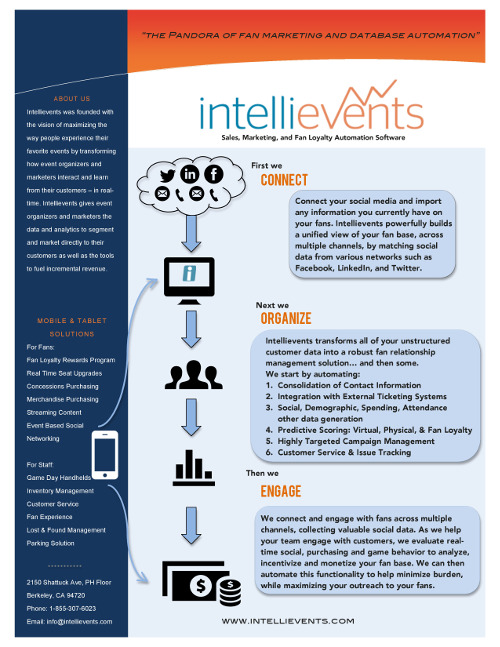 "THE PANDORA OF FAN MARKETING AND DATABASE AUTOMATION"
intellievents
Sales, Marketing, and Fan Loyalty Automation Software
ABOUT US
Intellievents was founded with
the vision of maximizing the
way people experience their
favorite events by transforming
how event organizers and
marketers interact and learn
from their customers – in real-
time. Intellievents gives event
organizers and marketers the
data and analytics to segment
and market directly to their
customers as well as the tools
to fuel incremental revenue.
MOBILE & TABLET
SOLUTIONS
For Fans:
Fan Loyalty Rewards Program
Real Time Seat Upgrades
Concessions Purchasing
Merchandise Purchasing
Streaming Content
Event Based Social
Networking
For Staff:
Game Day Handhelds
Inventory Management
Customer Service
Fan Experience
Lost & Found Management
Parking Solution
-----------
2150 Shattuck Ave, PH Floor
Berkeley, CA 94720
Phone: 1-855-307-6023
Email: info@intellievents.com
in f
i
$ $
First we
CONNECT
Connect your social media and import
any information you currently have on
your fans. Intellievents powerfully builds
a unified view of your fan base, across
multiple channels, by matching social
data from various networks such as
Facebook, LinkedIn, and Twitter.
Next we
ORGANIZE
Intellievents transforms all of your unstructured
customer data into a robust fan relationship
management solution... and then some.
We start by automating:
1. Consolidation of Contact Information
2. Integration with External Ticketing Systems
3. Social, Demographic, Spending, Attendance
other data generation
4. Predictive Scoring: Virtual, Physical, & Fan Loyalty
5. Highly Targeted Campaign Management
6. Customer Service & Issue Tracking
Then we
ENGAGE
We connect and engage with fans across multiple
channels, collecting valuable social data. As we help
your team engage with customers, we evaluate real-
time social, purchasing and game behavior to analyze,
incentivize and monetize your fan base. We can then
automate this functionality to help minimize burden,
while maximizing your outreach to your fans.
WWW.INTELLIEVENTS.COM